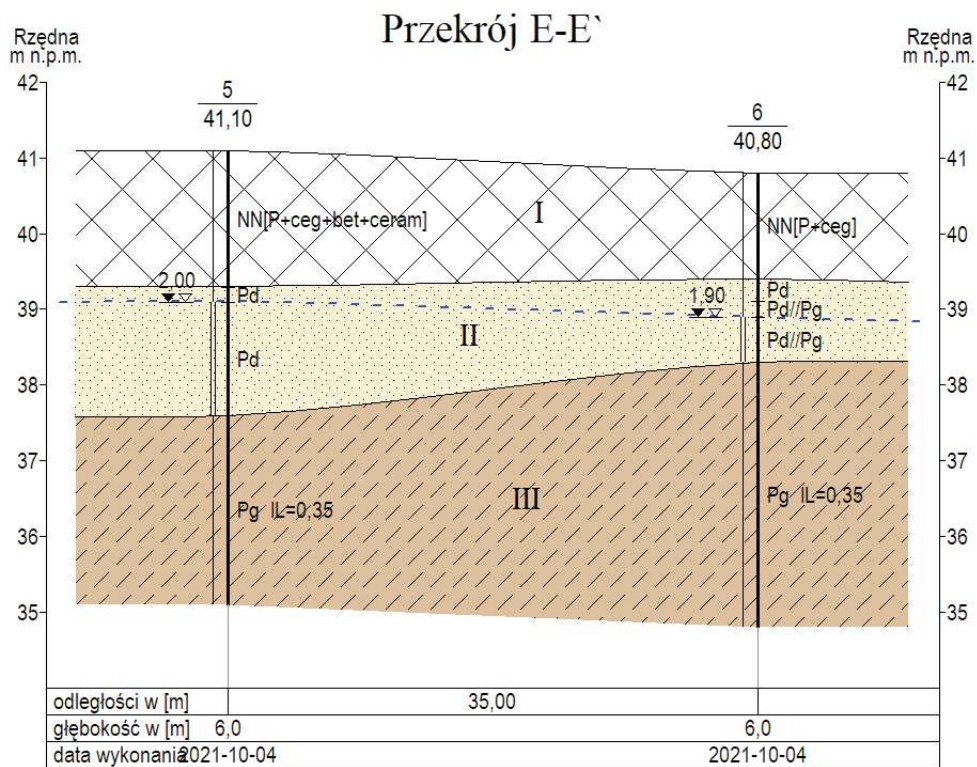 Przekrój E-E`
Rzędna
m n.p.m.
Rzędna
m n.p.m.
42
42
5
41,10
6
40,80
41
41
NN[P+ceg+bet+ceram]
I
NN[P+ceg]
40
40
2,00
Pd
Pd
39
1,90
Pd//Pg
39
Pd
II
Pd//Pg
38
38
37
37
Pg IL=0,35
III
Pg IL=0,35
36
36
35
35
odległości w [m]
35,00
głębokość w [m]
6,0
6,0
data wykonania
2021-10-04
2021-10-04